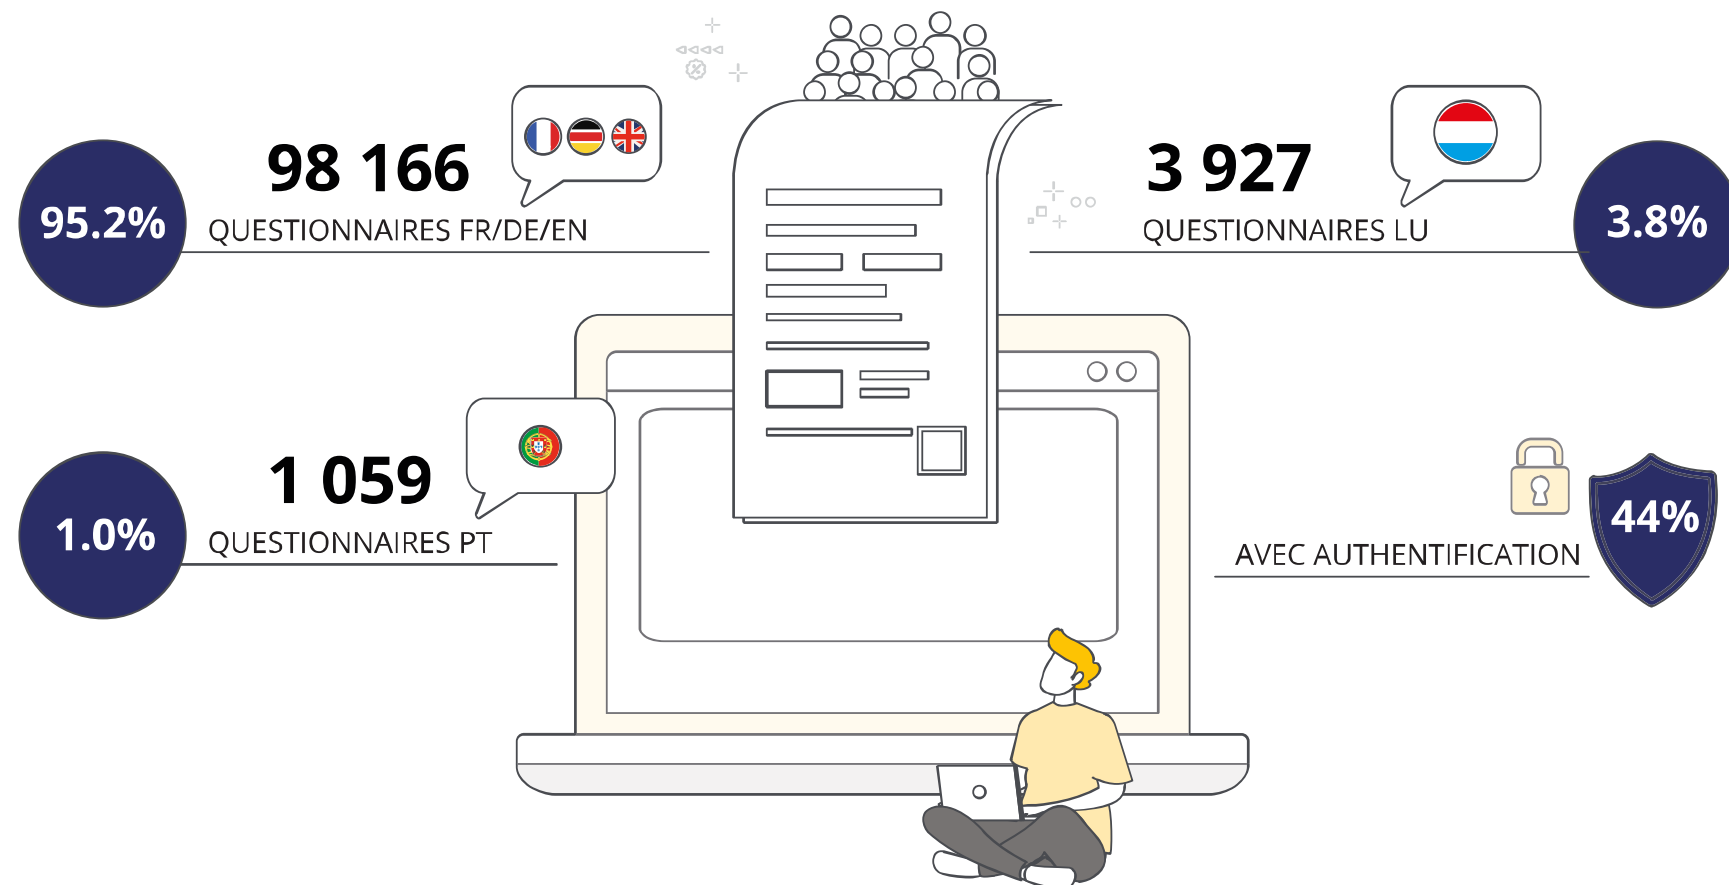 98 166
95.2%
QUESTIONNAIRES FR/DE/EN
3 927
3.8%
QUESTIONNAIRES LU
1 059
1.0%
QUESTIONNAIRES PT
44%
AVEC AUTHENTIFICATION